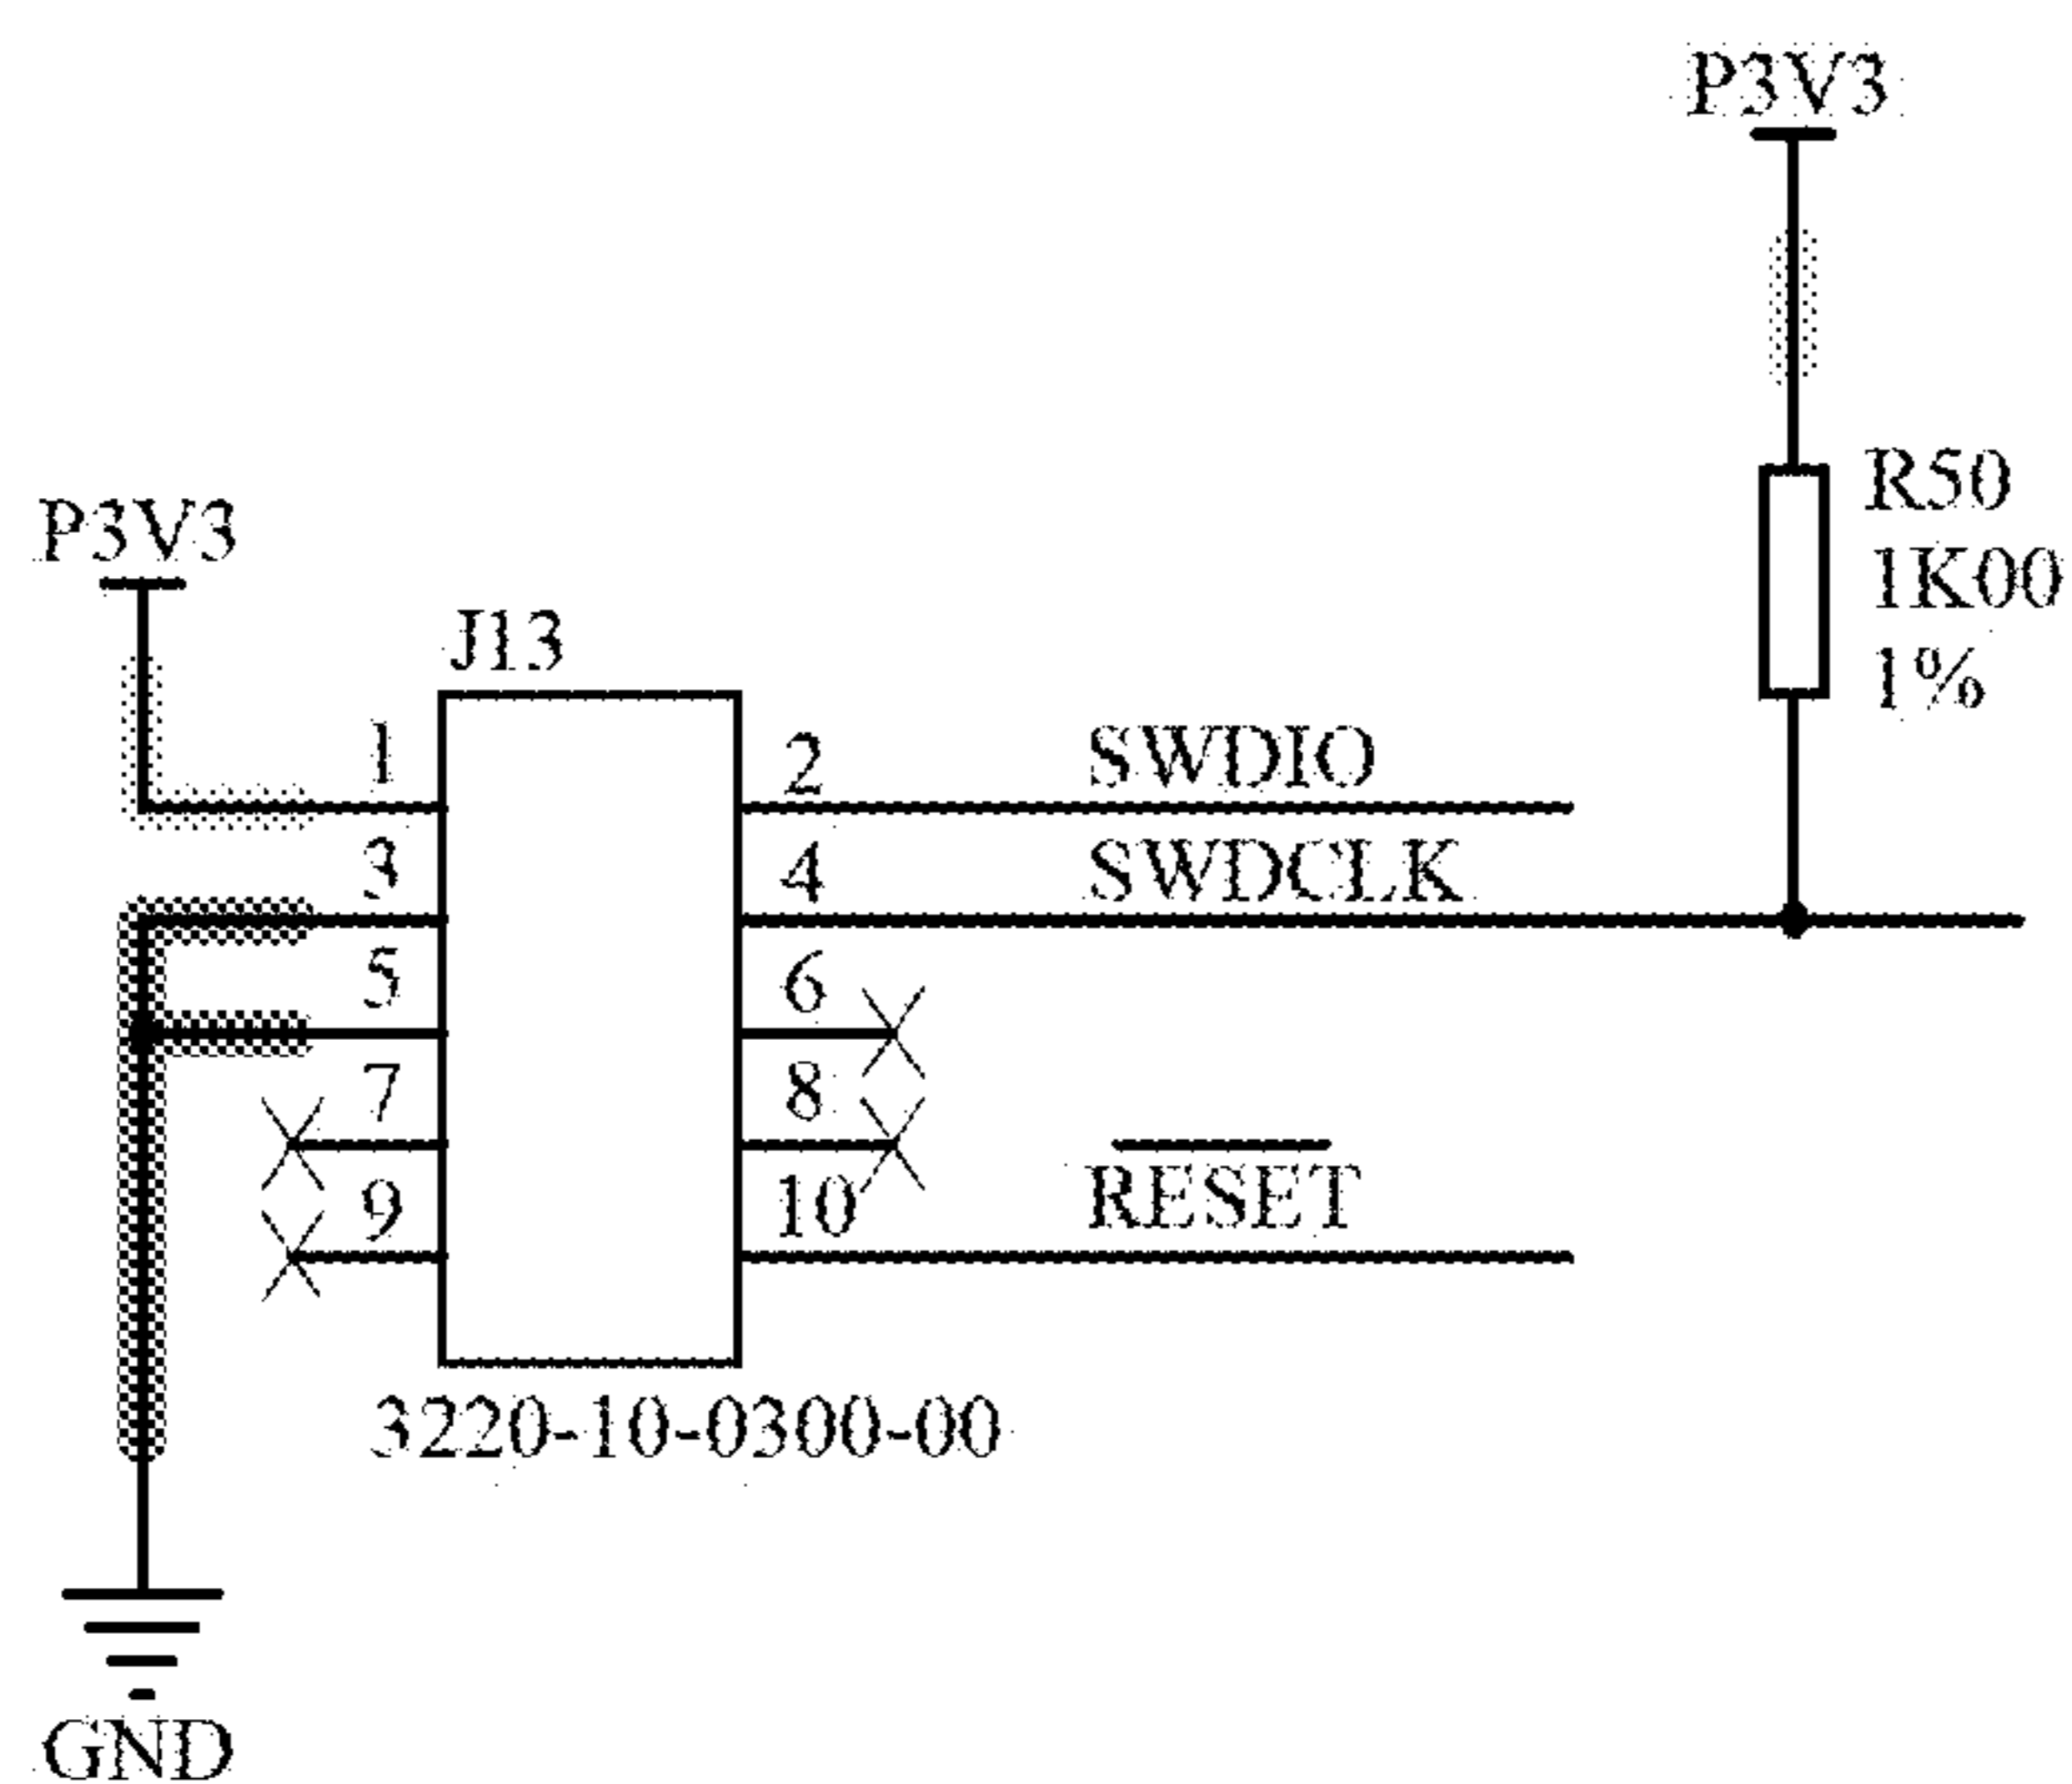 P3V3
P3V3
R50
1K00
1%
J13
1
2
SWDIO
3
4
SWDCLK
5
6
7
8
9
10
RESET
3220-10-0300-00
GND